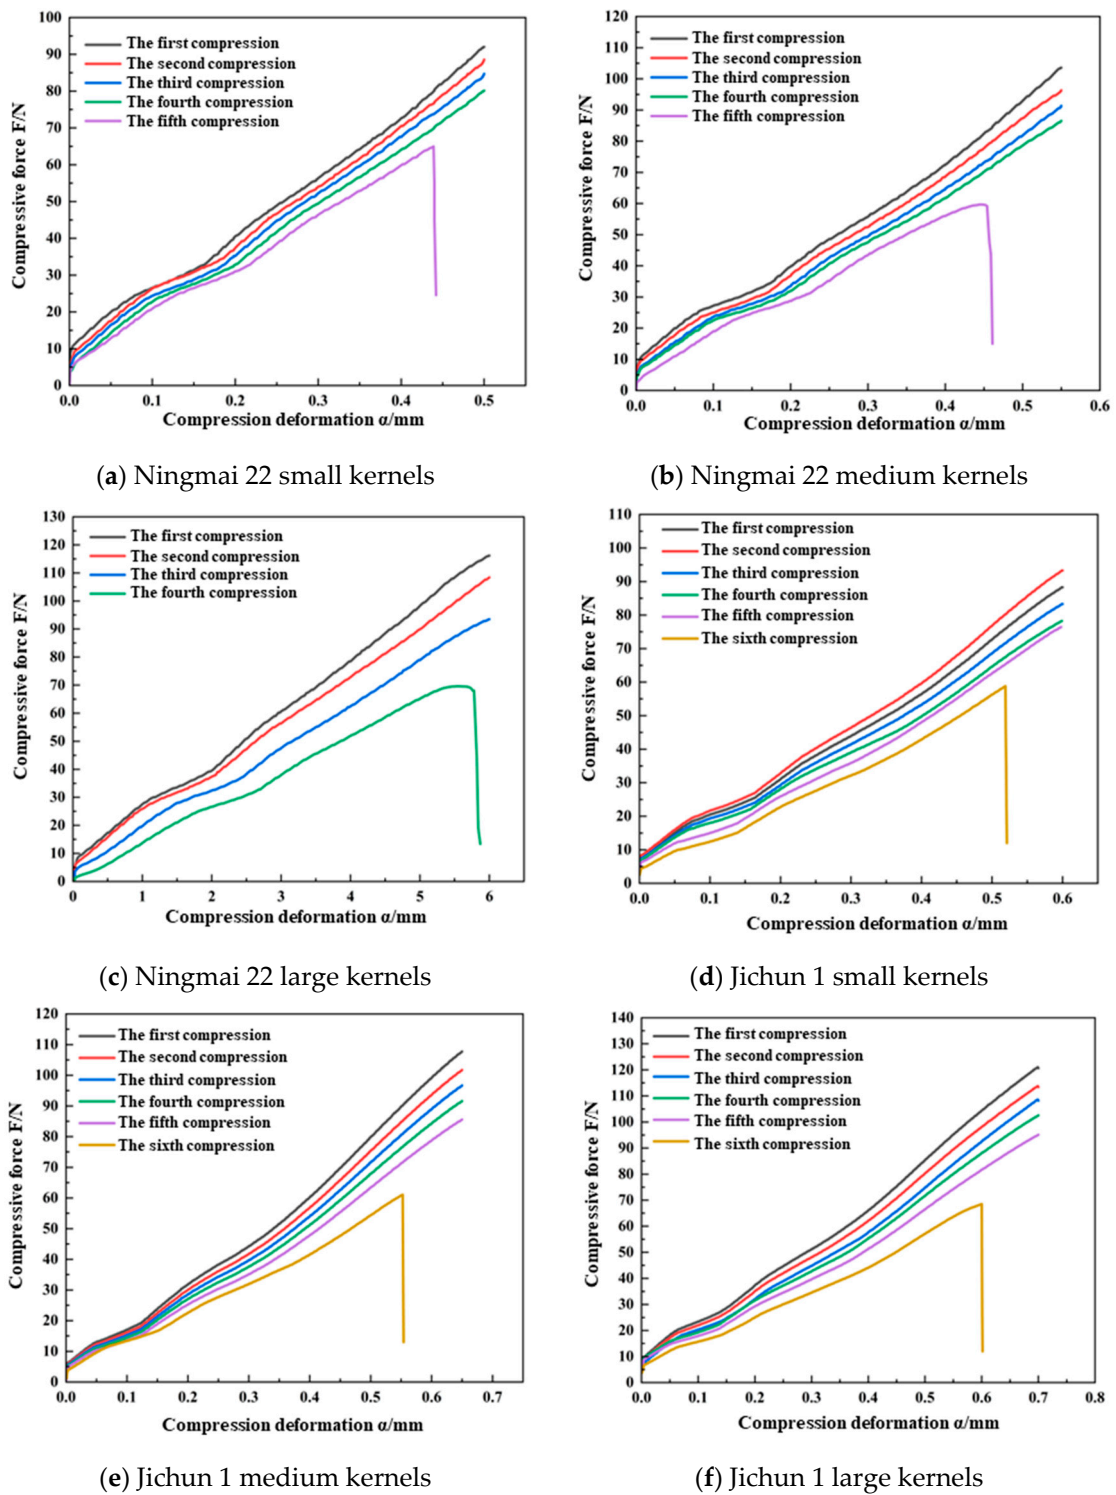 100
90
80
70
60
50
40
30
20
10
0
Compressive force F/N
The first compression
The second compression
The third compression
The fourth compression
The fifth compression
0.0 0.1 0.2 0.3 0.4 0.5
Compression deformation α/mm
(a) Ningmai 22 small kernels
120
110
100
90
80
70
60
50
40
30
20
10
0
Compressive force F/N
The first compression
The second compression
The third compression
The fourth compression
The fifth compression
0.0 0.1 0.2 0.3 0.4 0.5 0.6
Compression deformation α/mm
(b) Ningmai 22 medium kernels
130
120
110
100
90
80
70
60
50
40
30
20
10
0
Compressive force F/N
The first compression
The second compression
The third compression
The fourth compression
0 1 2 3 4 5 6
Compression deformation α/mm
(c) Ningmai 22 large kernels
110
100
90
80
70
60
50
40
30
20
10
0
Compressive force F/N
The first compression
The second compression
The third compression
The fourth compression
The fifth compression
The sixth compression
0.0 0.1 0.2 0.3 0.4 0.5 0.6
Compression deformation α/mm
(d) Jichun 1 small kernels
120
110
100
90
80
70
60
50
40
30
20
10
0
Compressive force F/N
The first compression
The second compression
The third compression
The fourth compression
The fifth compression
The sixth compression
0.0 0.1 0.2 0.3 0.4 0.5 0.6 0.7
Compression deformation α/mm
(e) Jichun 1 medium kernels
140
130
120
110
100
90
80
70
60
50
40
30
20
10
0
Compressive force F/N
The first compression
The second compression
The third compression
The fourth compression
The fifth compression
The sixth compression
0.0 0.1 0.2 0.3 0.4 0.5 0.6 0.7 0.8
Compression deformation α/mm
(f) Jichun 1 large kernels